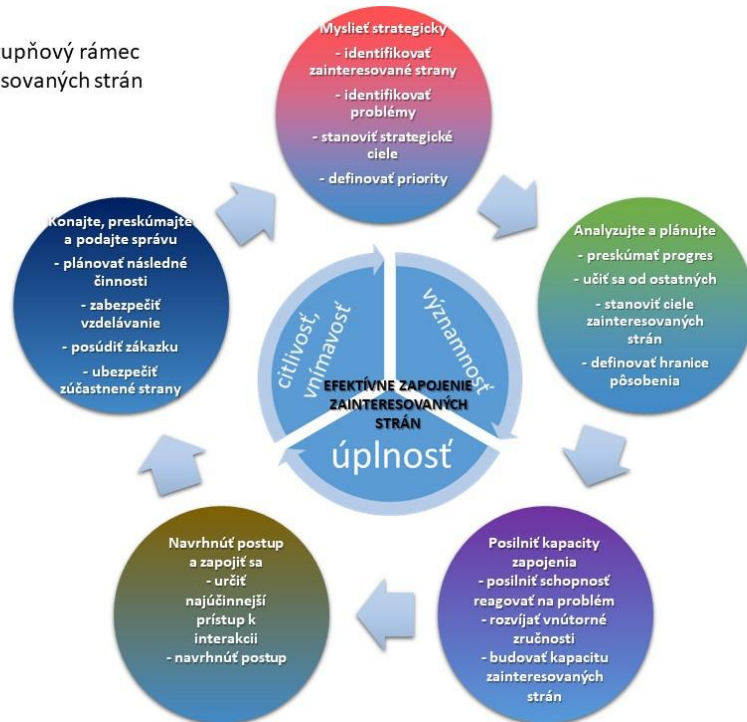 tupňový rámec
sovaných strán
Myslieť strategicky
- identifikovať
zainteresované strany
- identifikovať
problémy
- stanoviť strategické
ciele
- definovať priority
Analyzujte a plánujte
- preskúmať progres
- učiť sa od ostatných
- stanoviť ciele
zainteresovaných
strán
- definovať hranice
pôsobenia
Posilniť kapacity
zapojenia
- posilniť schopnosť
reagovať na problém
- rozvíjať vnútorné
zručnosti
- budovať kapacitu
zainteresovaných
strán
Navrhnúť postup
a zapojiť sa
- určiť
najúčinnejší
prístup k
interakcii
- navrhnúť postup
Konajte, preskúmajte
a podajte správu
- plánovať následné
činnosti
- zabezpečiť
vzdelávanie
- posúdiť zákazku
- ubezpečiť
zúčastnené strany
citlivosť,
vnímavosť
významnosť
EFEKTÍVNE ZAPOJENIE
ZAINTERESOVANÝCH
STRÁN
úplnosť